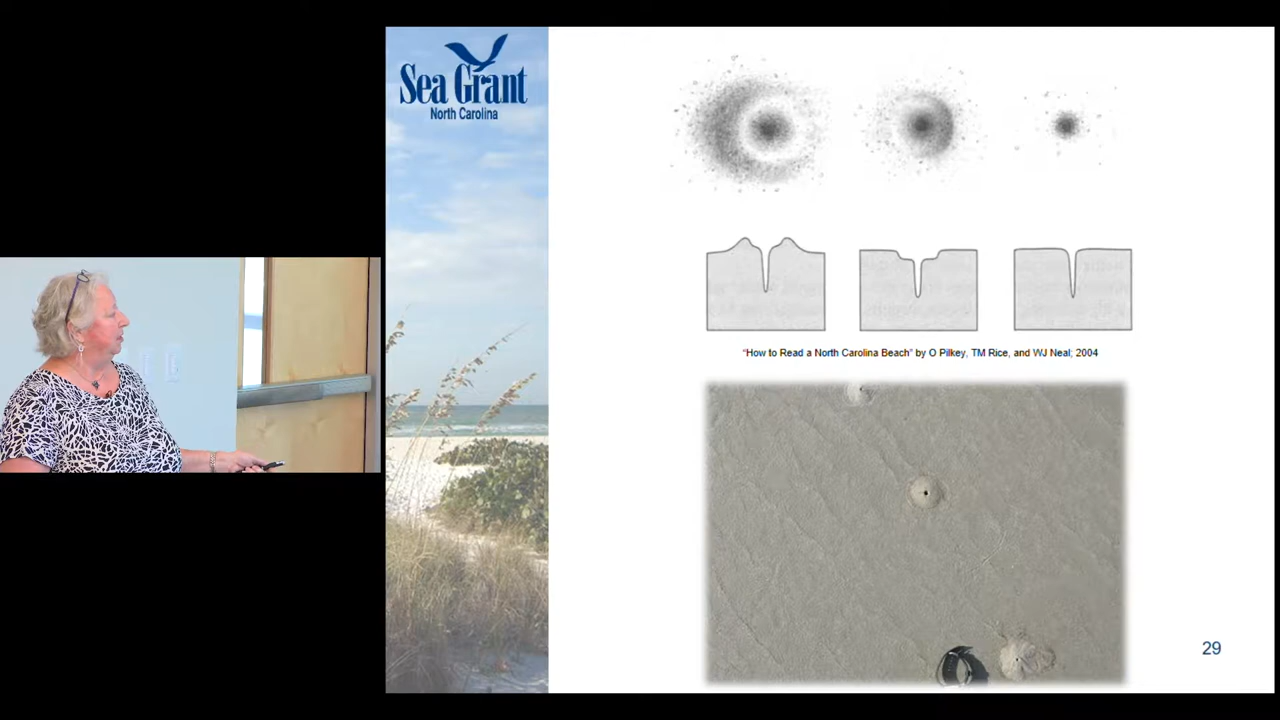 Sea Grant
North Carolina
"How to Read a North Carolina Beach" by O Pilkey, TM Rice, and WJ Neal; 2004
29